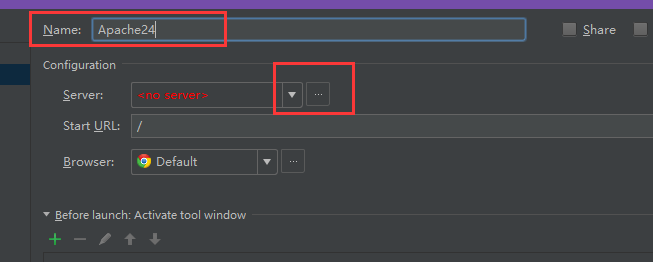 Name: Apache24 Share
Configuration
Server: <no server> ...
Start URL: /
Browser: Default ...
Before launch: Activate tool window